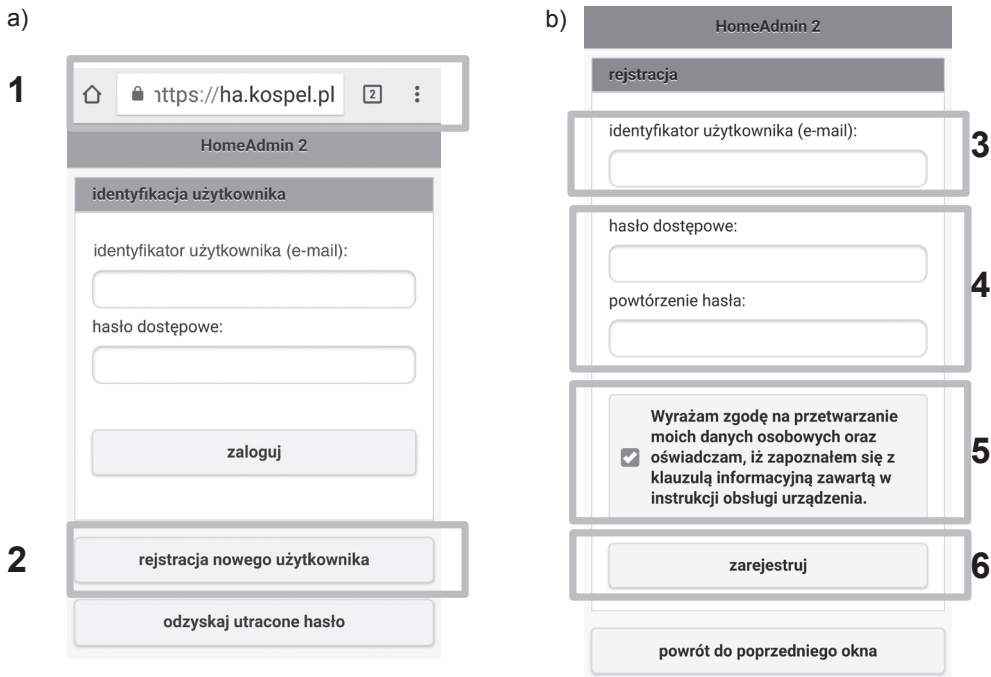 a)
1
https://ha.kospel.pl
2
HomeAdmin 2
identyfikacja użytkownika
identyfikator użytkownika (e-mail):
hasło dostępowe:
zaloguj
2
rejstracja nowego użytkownika
odzyskaj utracone hasło
b)
HomeAdmin 2
rejstracja
identyfikator użytkownika (e-mail):
3
hasło dostępowe:
powtórzenie hasła:
4
Wyrażam zgodę na przetwarzanie
moich danych osobowych oraz
oświadczam, iż zapoznałem się z
klauzulą informacyjną zawartą w
instrukcji obsługi urządzenia.
5
zarejestruj
6
powrót do poprzedniego okna